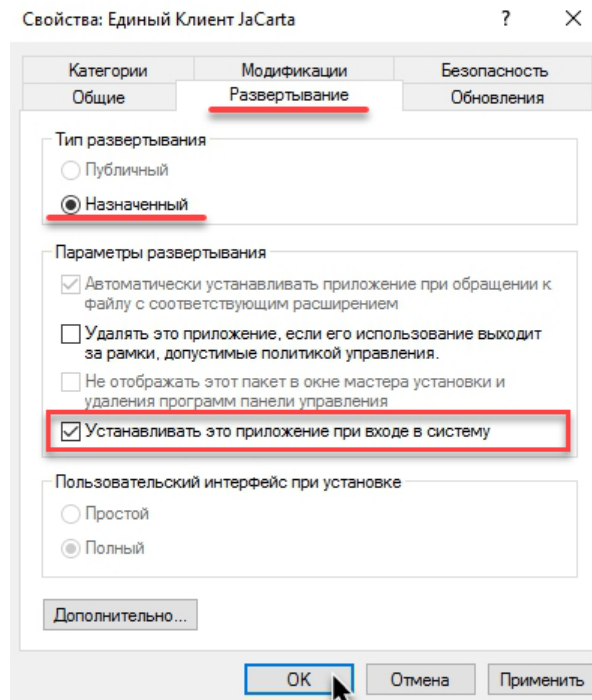 Свойства: Единый Клиент JaCarta
?
Категории
Модификации
Безопасность
Общие
Развертывание
Обновления
Тип развертывания
Публичный
Назначенный
Параметры развертывания
Автоматически устанавливать приложение при обращении к
файлу с соответствующим расширением
Удалять это приложение, если его использование выходит
за рамки, допустимые политикой управления.
Не отображать этот пакет в окне мастера установки и
удаления программ панели управления
Устанавливать это приложение при входе в систему
Пользовательский интерфейс при установке
Простой
Полный
Дополнительно...
ОК
Отмена
Применить